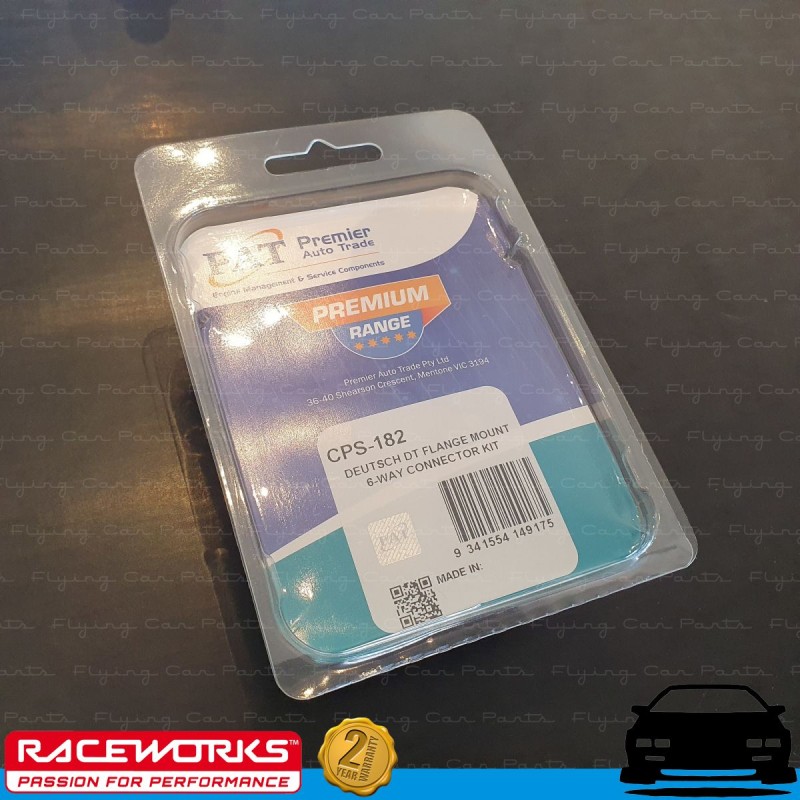 Flying Car Parts
PAT Premier
Auto Trade
Engine Management & Service Components
PREMIUM
RANGE
Premier Auto Trade Pty Ltd
36-40 Shearson Crescent, Mentone VIC 3194
CPS-182
DEUTSCH DT FLANGE MOUNT
6-WAY CONNECTOR KIT
PAT
9 341554 149175
MADE IN:
RACEWORKS™
PASSION FOR PERFORMANCE
2
YEAR WARRANTY